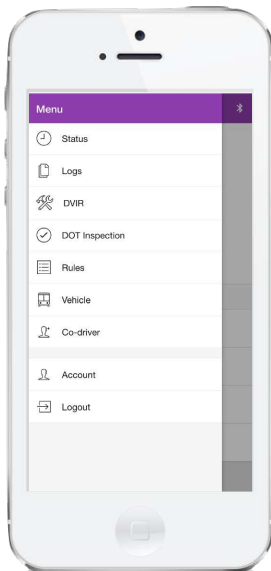 Menu
Status
Logs
DVIR
DOT Inspection
Rules
Vehicle
Co-driver
Account
Logout